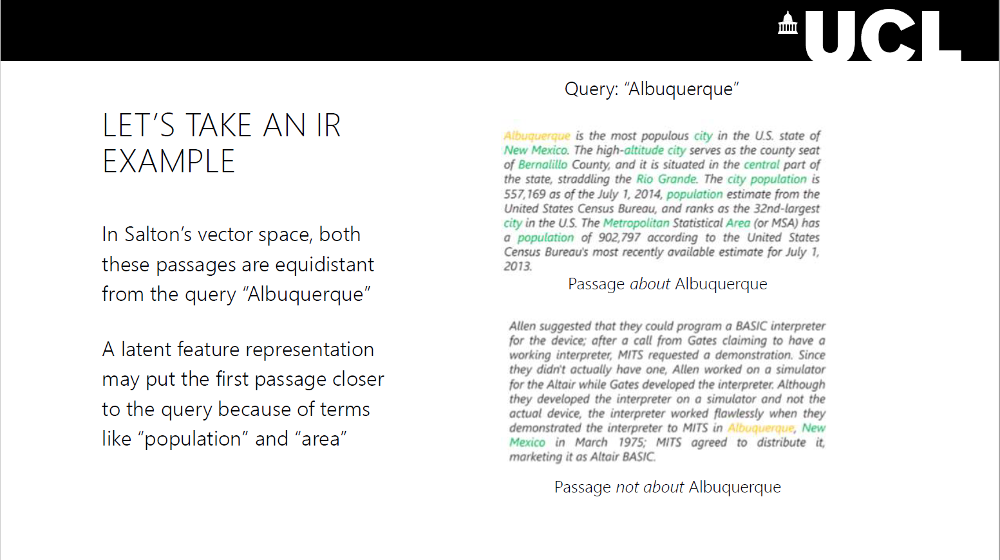 UCL
LET’S TAKE AN IR
EXAMPLE
In Salton’s vector space, both
these passages are equidistant
from the query “Albuquerque”
A latent feature representation
may put the first passage closer
to the query because of terms
like “population” and “area”
Query: “Albuquerque”
Albuquerque is the most populous city in the U.S. state of
New Mexico. The high-altitude city serves as the county seat
of Bernalillo County, and it is situated in the central part of
the state, straddling the Rio Grande. The city population is
557,169 as of the July 1, 2014, population estimate from the
United States Census Bureau, and ranks as the 32nd-largest
city in the U.S. The Metropolitan Statistical Area (or MSA) has
a population of 902,797 according to the United States
Census Bureau's most recently available estimate for July 1,
2013.
Passage about Albuquerque
Allen suggested that they could program a BASIC interpreter
for the device; after a call from Gates claiming to have a
working interpreter, MITS requested a demonstration. Since
they didn't actually have one, Allen worked on a simulator
for the Altair while Gates developed the interpreter. Although
they developed the interpreter on a simulator and not the
actual device, the interpreter worked flawlessly when they
demonstrated the interpreter to MITS in Albuquerque, New
Mexico in March 1975; MITS agreed to distribute it,
marketing it as Altair BASIC.
Passage not about Albuquerque